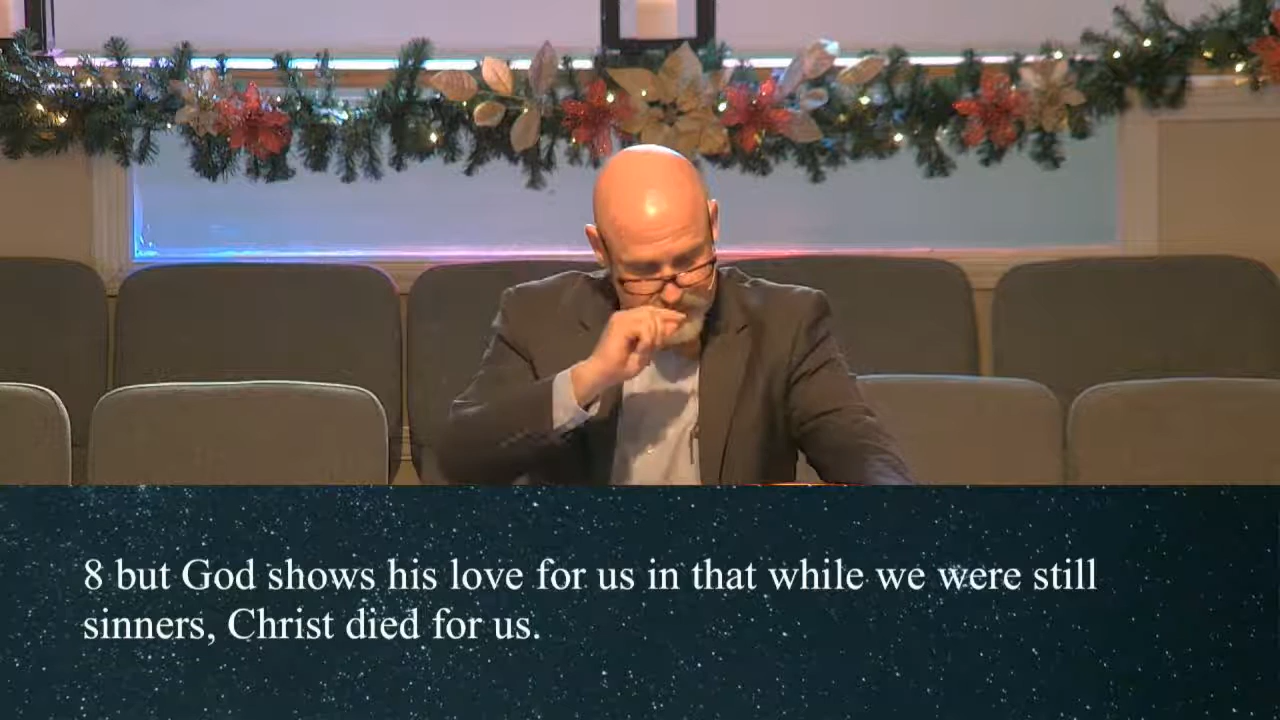 8 but God shows his love for us in that while we were still
sinners, Christ died for us.